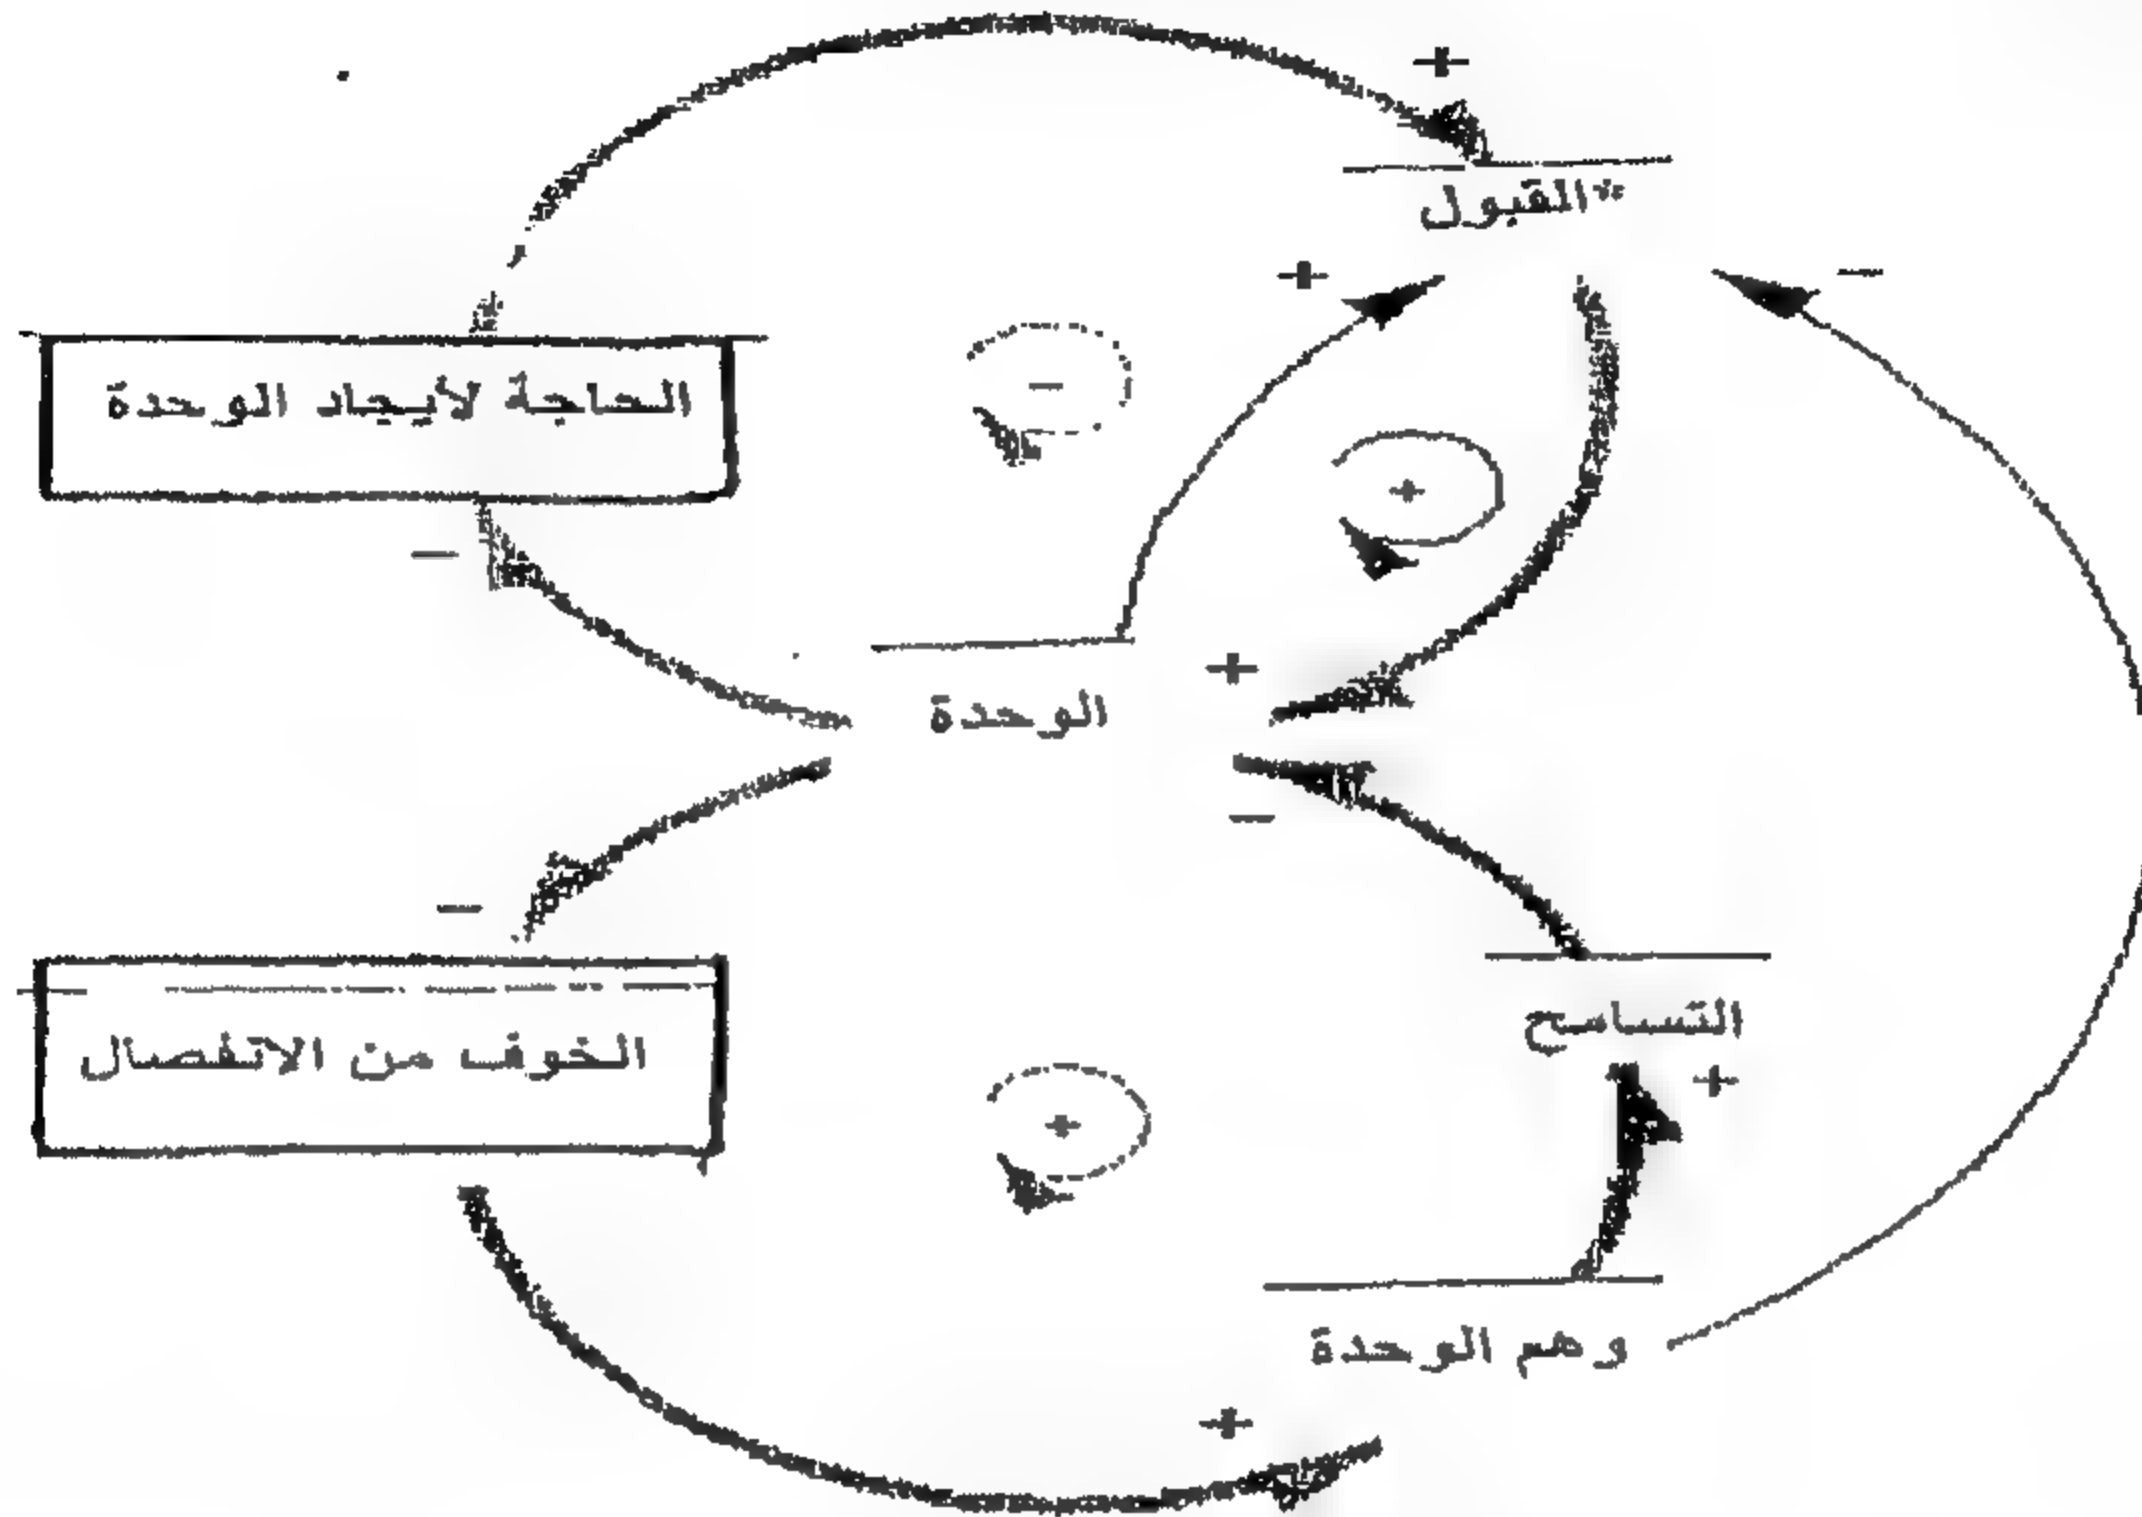 +
*القبول
+
−
−
الحاجة لأيجاد الوحدة
+
−
+
الوحدة
−
−
الخوف من الانفصال
التسامح
+
+
وهم الوحدة
+